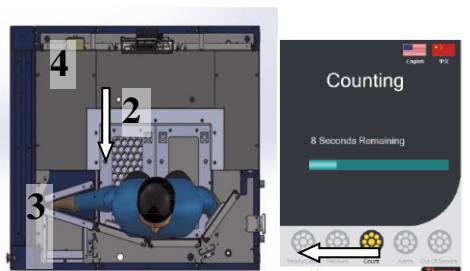 4
2
3
English 中文
Counting
8 Seconds Remaining
Count Alarm Out Of Service